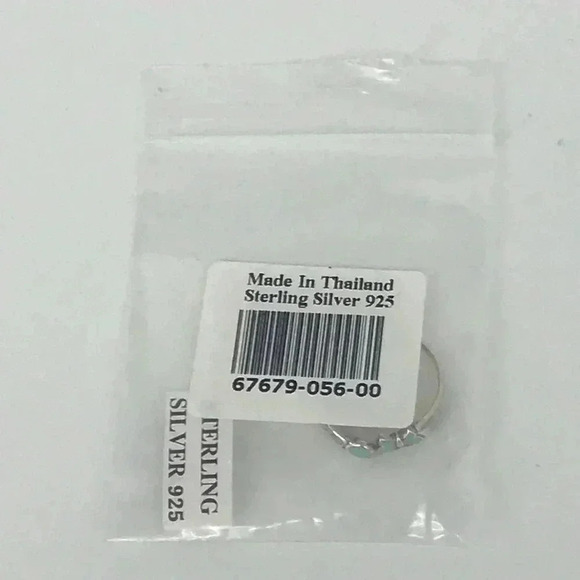 Made In Thailand
Sterling Silver 925
67679-056-00
TERLING
SILVER 925